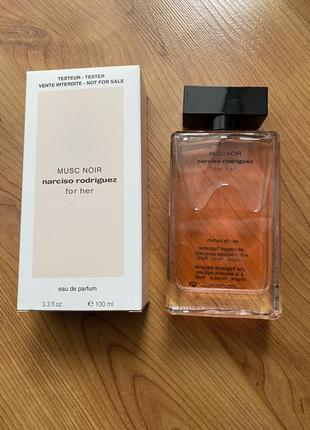 TESTEUR - TESTER
VENTE INTERDITE - NOT FOR SALE
MUSC NOIR
narciso rodriguez
for her
eau de parfum
3.3 fl.oz. ℮ 100 ml
MUSC NOIR
narciso rodriguez
for her